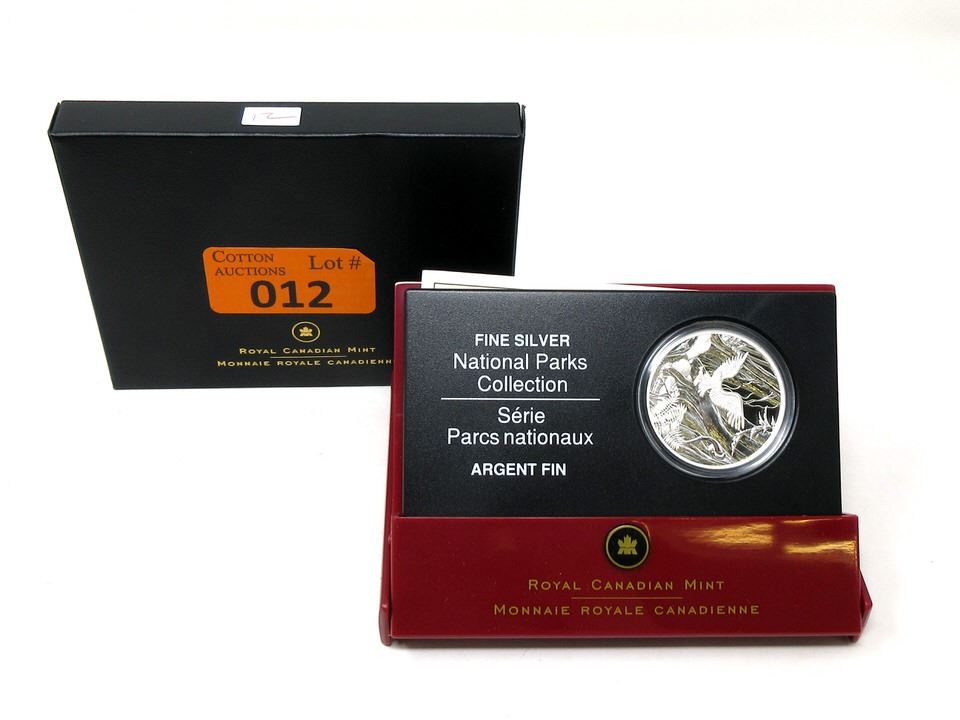 12
COTTON
AUCTIONS
Lot #
012
ROYAL CANADIAN MINT
MONNAIE ROYALE CANADIENNE
FINE SILVER
National Parks
Collection
Série
Parcs nationaux
ARGENT FIN
ROYAL CANADIAN MINT
MONNAIE ROYALE CANADIENNE